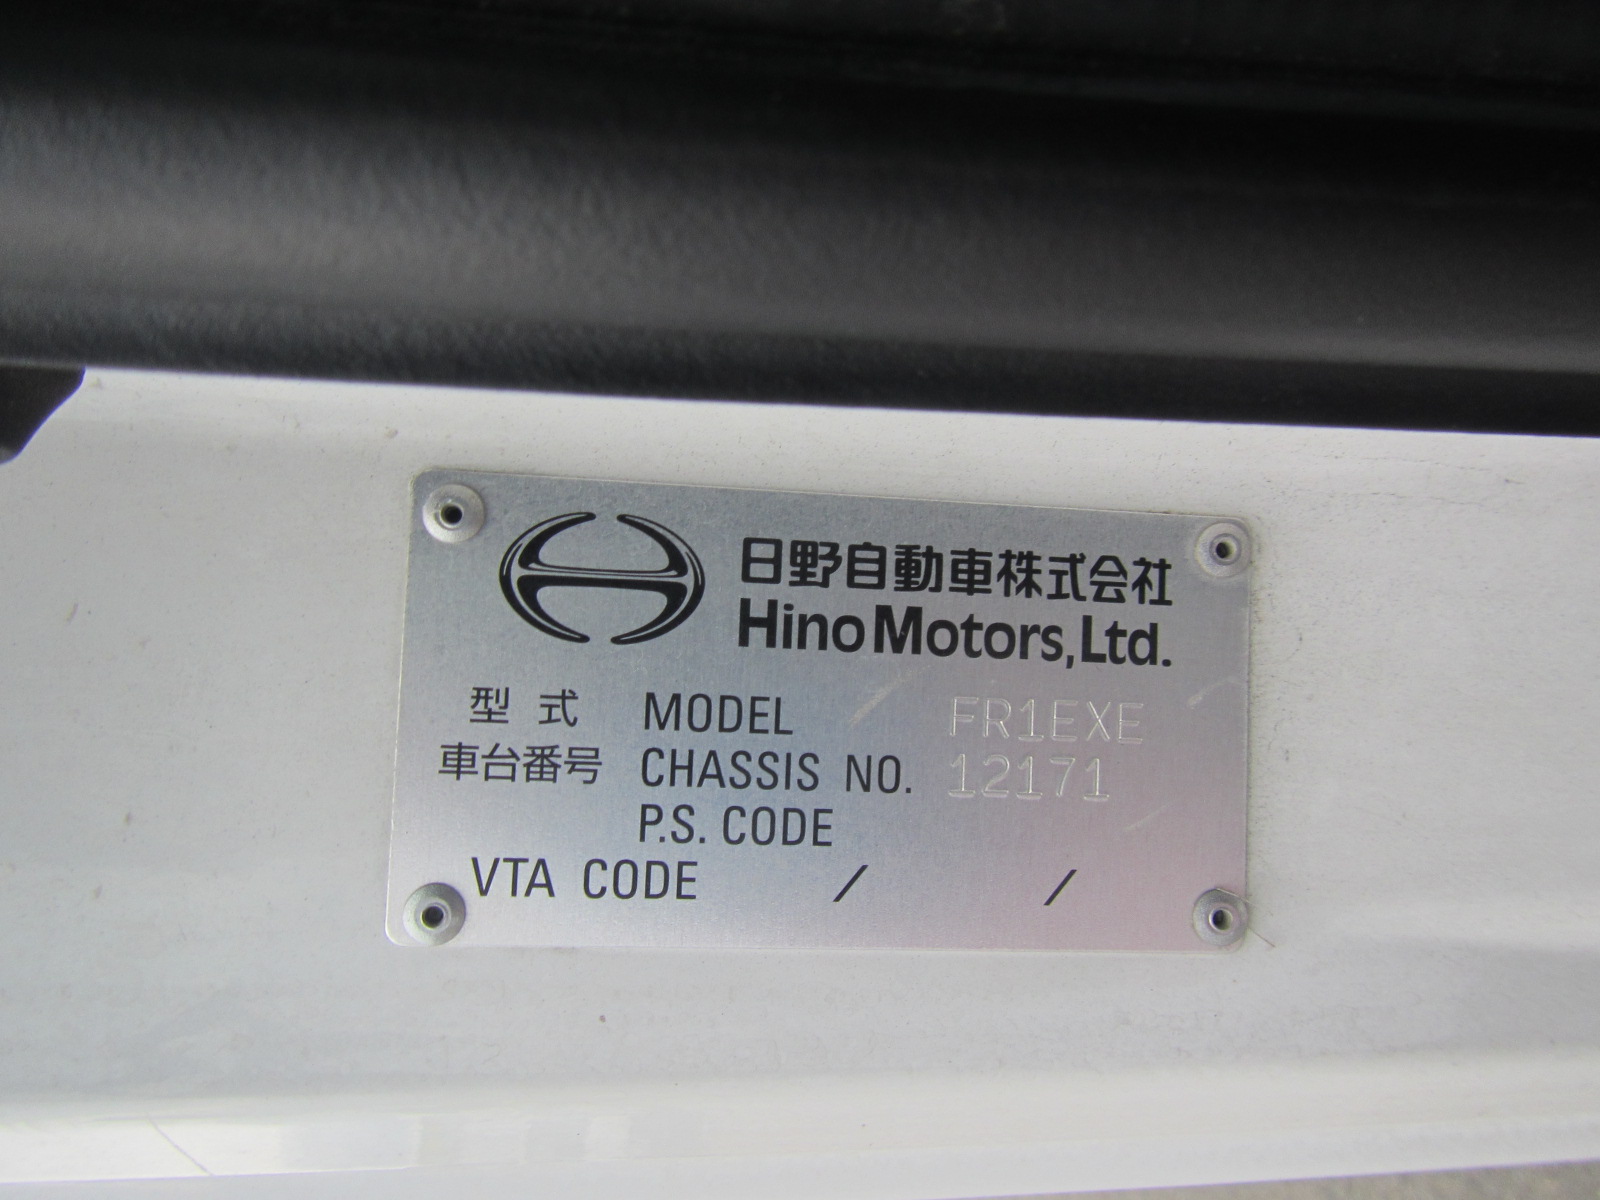 日野自動車株式会社
Hino Motors, Ltd.
型 式 MODEL FR1EXE
車台番号 CHASSIS NO. 12171
P.S. CODE
VTA CODE / /